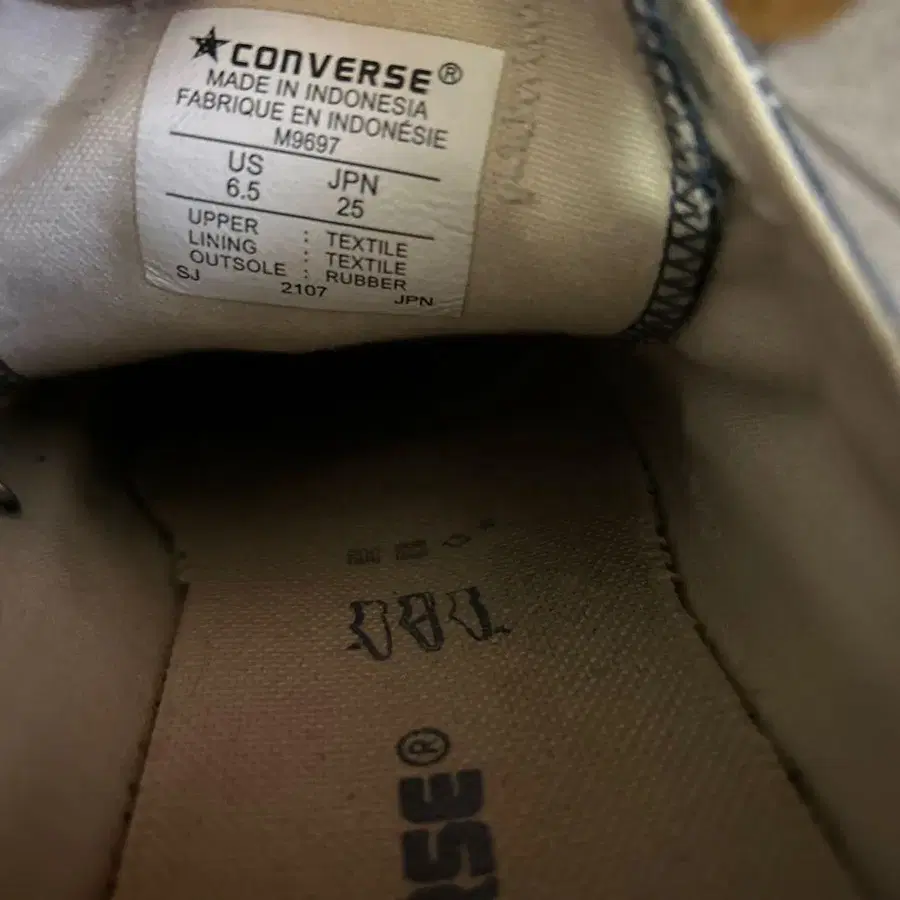 CONVERSE®
MADE IN INDONESIA
FABRIQUE EN INDONÉSIE
M9697
US JPN
6.5 25
UPPER : TEXTILE
LINING : TEXTILE
OUTSOLE : RUBBER
SJ 2107 JPN
RSE®